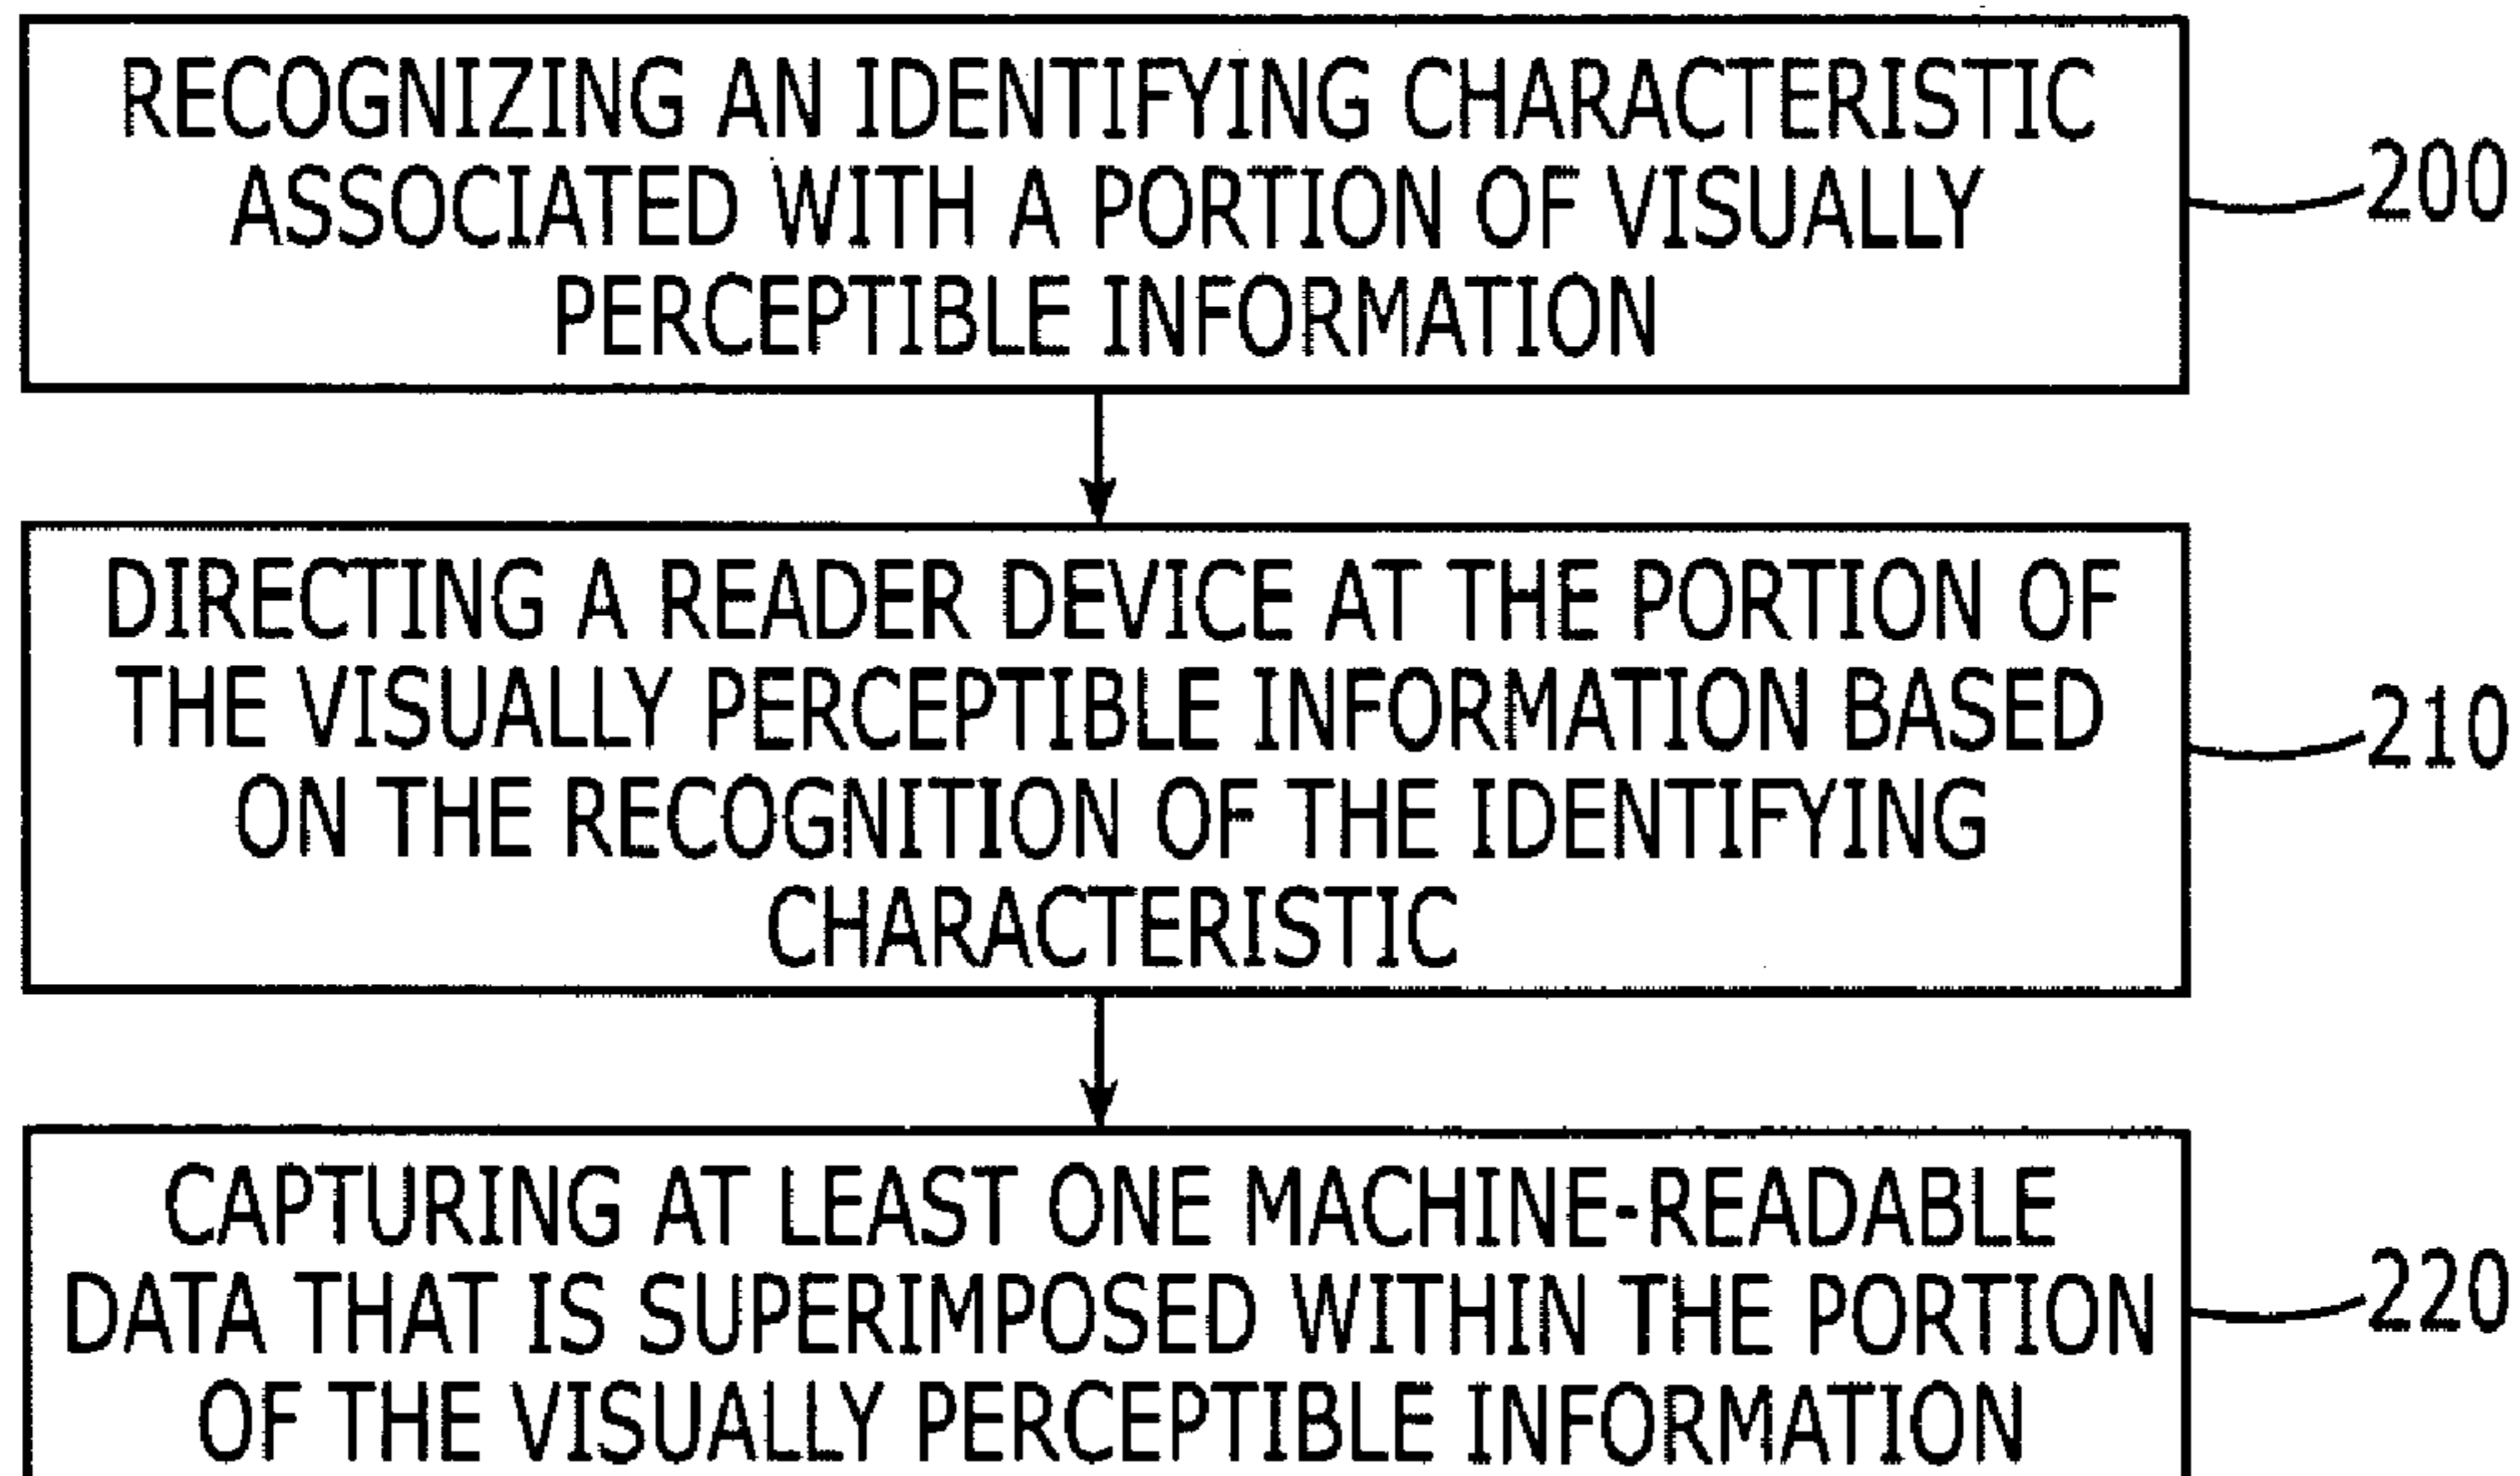 RECOGNIZING AN IDENTIFYING CHARACTERISTIC
ASSOCIATED WITH A PORTION OF VISUALLY
PERCEPTIBLE INFORMATION
200
DIRECTING A READER DEVICE AT THE PORTION OF
THE VISUALLY PERCEPTIBLE INFORMATION BASED
ON THE RECOGNITION OF THE IDENTIFYING
CHARACTERISTIC
210
CAPTURING AT LEAST ONE MACHINE-READABLE
DATA THAT IS SUPERIMPOSED WITHIN THE PORTION
OF THE VISUALLY PERCEPTIBLE INFORMATION
220